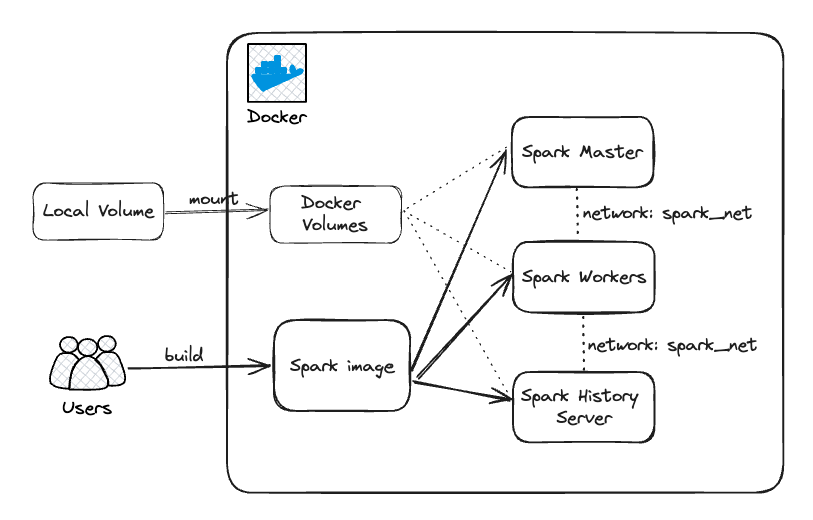 Docker
Spark Master
Local Volume
mount
Docker
Volumes
network: spark_net
Spark Workers
build
Spark image
network: spark_net
Users
Spark History
Server